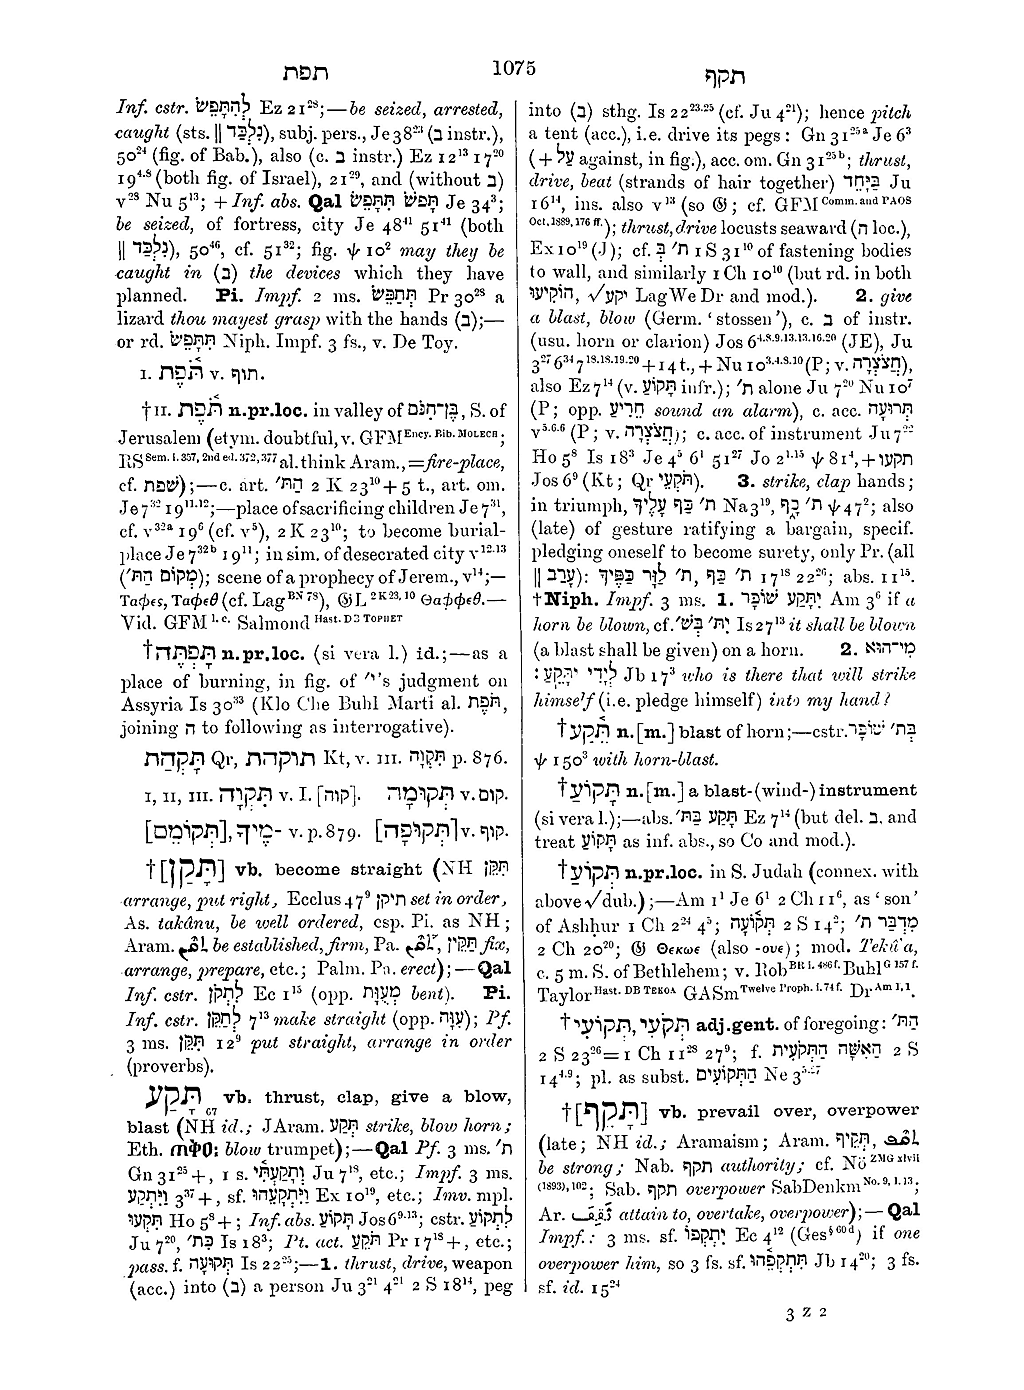 תפת
1075
תקף
Inf. cstr. לְהִתָּפֵשׂ Ez 21²⁸;—be seized, arrested,
caught (sts. || נִלְכַּד), subj. pers., Je 38²³ (ב instr.),
50²⁴ (fig. of Bab.), also (c. ב instr.) Ez 12¹³ 17²⁰
19⁴·⁸ (both fig. of Israel), 21²⁹, and (without ב)
v²⁸ Nu 5¹³; + Inf. abs. Qal תָּפֹשׂ תִּתָּפֵשׂ Je 34³;
be seized, of fortress, city Je 48⁴¹ 51⁴¹ (both
|| נִלְכַּד), 50⁴⁶, cf. 51³²; fig. ψ 10² may they be
caught in (ב) the devices which they have
planned. Pi. Impf. 2 ms. תְּתַפֵּשׂ Pr 30²⁸ a
lizard thou mayest grasp with the hands (ב);—
or rd. תִּתָּפֵשׂ Niph. Impf. 3 fs., v. De Toy.
I. תֹּפֶת v. תוף.
†II. תֹּפֶת n.pr.loc. in valley of בֶּן־הִנֹּם, S. of
Jerusalem (etym. doubtful, v. GFM Ency. Bib. MOLECH;
RS Sem. i. 357, 2nd ed. 372, 377 al. think Aram., = fire-place,
cf. שׁפת);—c. art. הַתּ׳ 2 K 23¹⁰ + 5 t., art. om.
Je 7³² 19¹¹·¹²;—place of sacrificing children Je 7³¹,
cf. v³²ᵃ 19⁶ (cf. v⁵), 2 K 23¹⁰; to become burial-
place Je 7³²ᵇ 19¹¹; in sim. of desecrated city v¹²·¹³
(מְקוֹם הַתּ׳); scene of a prophecy of Jerem., v¹⁴;—
Ταφες, Ταφεθ (cf. Lag BN 78), 𝔊L 2 K 23, 10 Θαφφεθ.—
Vid. GFM l. c. Salmond Hast. DB TOPHET
†תָּפְתֶּה n.pr.loc. (si vera l.) id.;—as a
place of burning, in fig. of י׳'s judgment on
Assyria Is 30³³ (Klo Che Buhl Marti al. תֹּפֶת,
joining ה to following as interrogative).
תָּקְהַת Qr, תוקהת Kt, v. III. תִּקְוָה p. 876.
I, II, III. תִּקְוָה v. I. [קוה]. תְּקוּמָה v. קום.
[תְּקוֹמֵם], מֶיךָ- v. p. 879. [תְּקוּפָה] v. קוף.
†[תָּקַן] vb. become straight (NH תִּקֵּן
arrange, put right, Ecclus 47⁹ תיקן set in order,
As. taḳânu, be well ordered, esp. Pi. as NH;
Aram. be established, firm, Pa. תַּקֵּין, fix,
arrange, prepare, etc.; Palm. Pa. erect);—Qal
Inf. cstr. לִתְקֹן Ec 1¹⁵ (opp. מְעֻוָּת bent). Pi.
Inf. cstr. לְתַקֵּן 7¹³ make straight (opp. עִוָּה); Pf.
3 ms. תִּקֵּן 12⁹ put straight, arrange in order
(proverbs).
תָּקַע 67 vb. thrust, clap, give a blow,
blast (NH id.; J Aram. תְּקַע strike, blow horn;
Eth. blow trumpet);—Qal Pf. 3 ms. ת׳
Gn 31²⁵ +, 1 s. וְתָקַעְתִּי Ju 7¹⁸, etc.; Impf. 3 ms.
וַיִּתְקַע 3²⁷ +, sf. וַיִּתְקָעֵהוּ Ex 10¹⁹, etc.; Imv. mpl.
תִּקְעוּ Ho 5⁸ +; Inf. abs. תָּקוֹעַ Jos 6⁹·¹³; cstr. לִתְקוֹעַ
Ju 7²⁰, כִּתּ׳ Is 18³; Pt. act. תֹּקֵעַ Pr 17¹⁸ +, etc.;
pass. f. תְּקוּעָה Is 22²⁵;—1. thrust, drive, weapon
(acc.) into (ב) a person Ju 3²¹ 4²¹ 2 S 18¹⁴, peg
into (ב) sthg. Is 22²³·²⁵ (cf. Ju 4²¹); hence pitch
a tent (acc.), i.e. drive its pegs: Gn 31²⁵ᵃ Je 6³
(+ עַל against, in fig.), acc. om. Gn 31²⁵ᵇ; thrust,
drive, beat (strands of hair together) בַּיָּתֵד Ju
16¹⁴, ins. also v¹³ (so 𝔊; cf. GFM Comm. and PAOS
Oct. 1889, 176 ff.); thrust, drive locusts seaward (ה loc.),
Ex 10¹⁹ (J); cf. ת׳ בְּ 1 S 31¹⁰ of fastening bodies
to wall, and similarly 1 Ch 10¹⁰ (but rd. in both
הוֹקִיעוּ, √יקע Lag We Dr and mod.). 2. give
a blast, blow (Germ. 'stossen'), c. ב of instr.
(usu. horn or clarion) Jos 6⁴·⁸·⁹·¹³·¹³·¹⁶·²⁰ (JE), Ju
3²⁷ 6³⁴ 7¹⁸·¹⁸·¹⁹·²⁰ + 14 t., + Nu 10³·⁴·⁸·¹⁰ (P; v. חֲצֹצְרָה),
also Ez 7¹⁴ (v. תָּקוֹעַ infr.); ת׳ alone Ju 7²⁰ Nu 10⁷
(P; opp. הֵרִיעַ sound an alarm), c. acc. תְּרוּעָה
v⁵·⁶·⁶ (P; v. חֲצֹצְרָה); c. acc. of instrument Ju 7²²
Ho 5⁸ Is 18³ Je 4⁵ 6¹ 51²⁷ Jo 2¹·¹⁵ ψ 81⁴, + תקעו
Jos 6⁹ (Kt; Qr תֹּקְעֵי). 3. strike, clap hands;
in triumph, ת׳ כַּף עָלֶיךָ Na 3¹⁹, ת׳ כָּף ψ 47²; also
(late) of gesture ratifying a bargain, specif.
pledging oneself to become surety, only Pr. (all
|| עָרַב): ת׳ לַזָּר כַּפֶּיךָ, ת׳ כָּף 17¹⁸ 22²⁶; abs. 11¹⁵.
†Niph. Impf. 3 ms. 1. יִתָּקַע שׁוֹפָר Am 3⁶ if a
horn be blown, cf. יִתּ׳ בְּשׁ׳ Is 27¹³ it shall be blown
(a blast shall be given) on a horn. 2. מִי־הוּא
לְיָדִי יִתָּקֵעַ: Jb 17³ who is there that will strike
himself (i.e. pledge himself) into my hand?
†תֵּקַע n.[m.] blast of horn;—cstr. בְּת׳ שׁוֹפָר
ψ 150³ with horn-blast.
†תָּקוֹעַ n.[m.] a blast-(wind-) instrument
(si vera l.);—abs. תָּקַע בַּתּ׳ Ez 7¹⁴ (but del. ב. and
treat תָּקוֹעַ as inf. abs., so Co and mod.).
†תְּקוֹעַ n.pr.loc. in S. Judah (connex. with
above √ dub.);—Am 1¹ Je 6¹ 2 Ch 11⁶, as 'son'
of Ashḥur 1 Ch 2²⁴ 4⁵; תְּקוֹעָה 2 S 14²; מִדְבַּר ת׳
2 Ch 20²⁰; 𝔊 Θεκωε (also -ουε); mod. Teḳû'a,
c. 5 m. S. of Bethlehem; v. Rob BR i. 486 f. Buhl G 157 f.
Taylor Hast. DB TEKOA GASm Twelve Proph. i. 74 f. Dr Am 1, 1.
†תְּקֹעִי, תְּקוֹעִי adj.gent. of foregoing: הַתּ׳
2 S 23²⁶ = 1 Ch 11²⁸ 27⁹; f. הָאִשָּׁה הַתְּקֹעִית 2 S
14⁴·⁹; pl. as subst. הַתְּקוֹעִים Ne 3⁵·²⁷
†[תָּקֵף] vb. prevail over, overpower
(late; NH id.; Aramaism; Aram. תְּקֵיף,
be strong; Nab. תקף authority; cf. Nö ZMG xlvii
(1893), 102; Sab. תקף overpower SabDenkm No. 9, 1. 13;
Ar. attain to, overtake, overpower);—Qal
Impf.: 3 ms. sf. יִתְקְפוֹ Ec 4¹² (Ges §60d) if one
overpower him, so 3 fs. sf. תִּתְקְפֵהוּ Jb 14²⁰; 3 fs.
sf. id. 15²⁴
3 Z 2